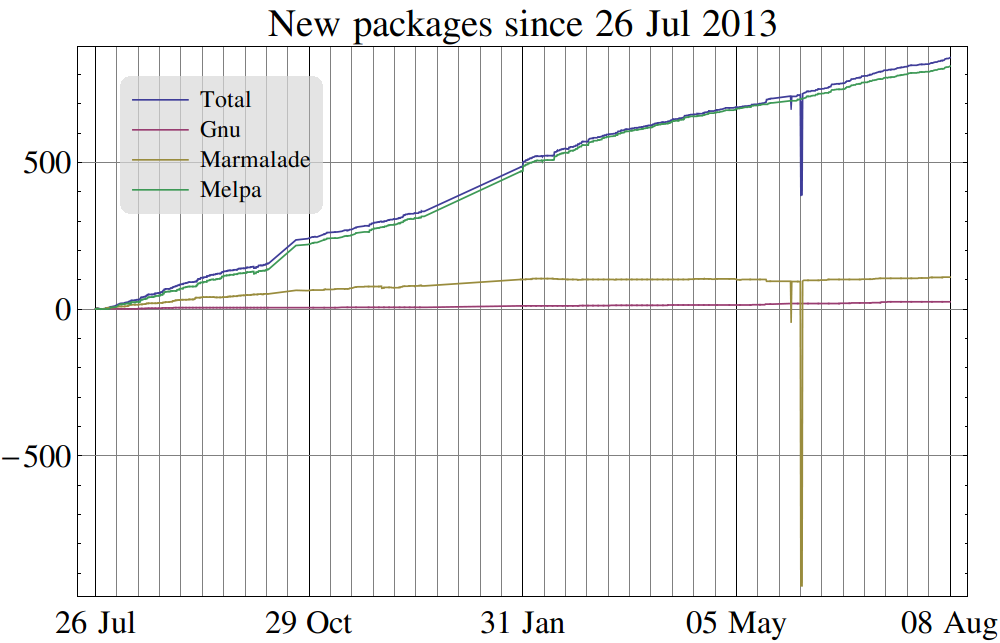 New packages since 26 Jul 2013
Total
Gnu
Marmalade
Melpa
500
0
−500
26 Jul 29 Oct 31 Jan 05 May 08 Aug